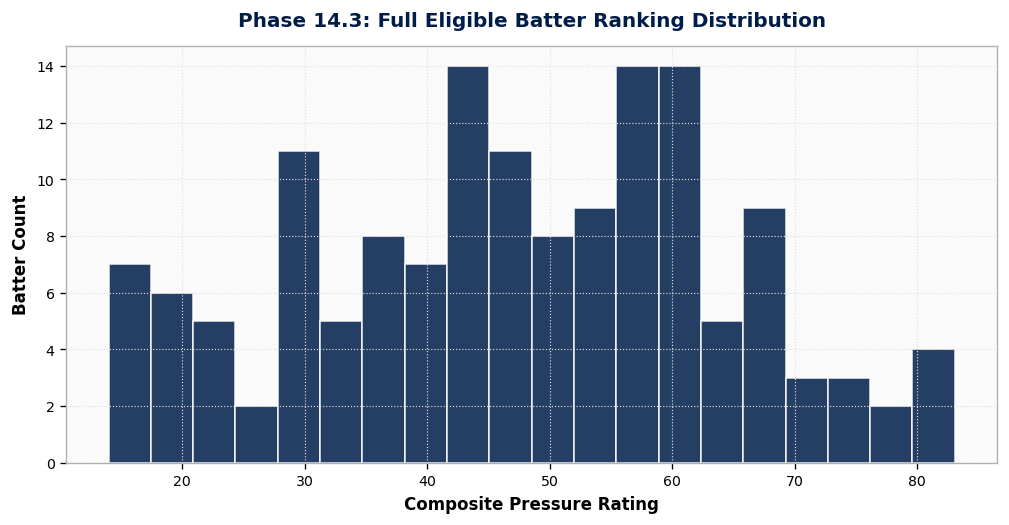 Phase 14.3: Full Eligible Batter Ranking Distribution
14
12
10
8
6
4
2
0
Batter Count
20 30 40 50 60 70 80
Composite Pressure Rating